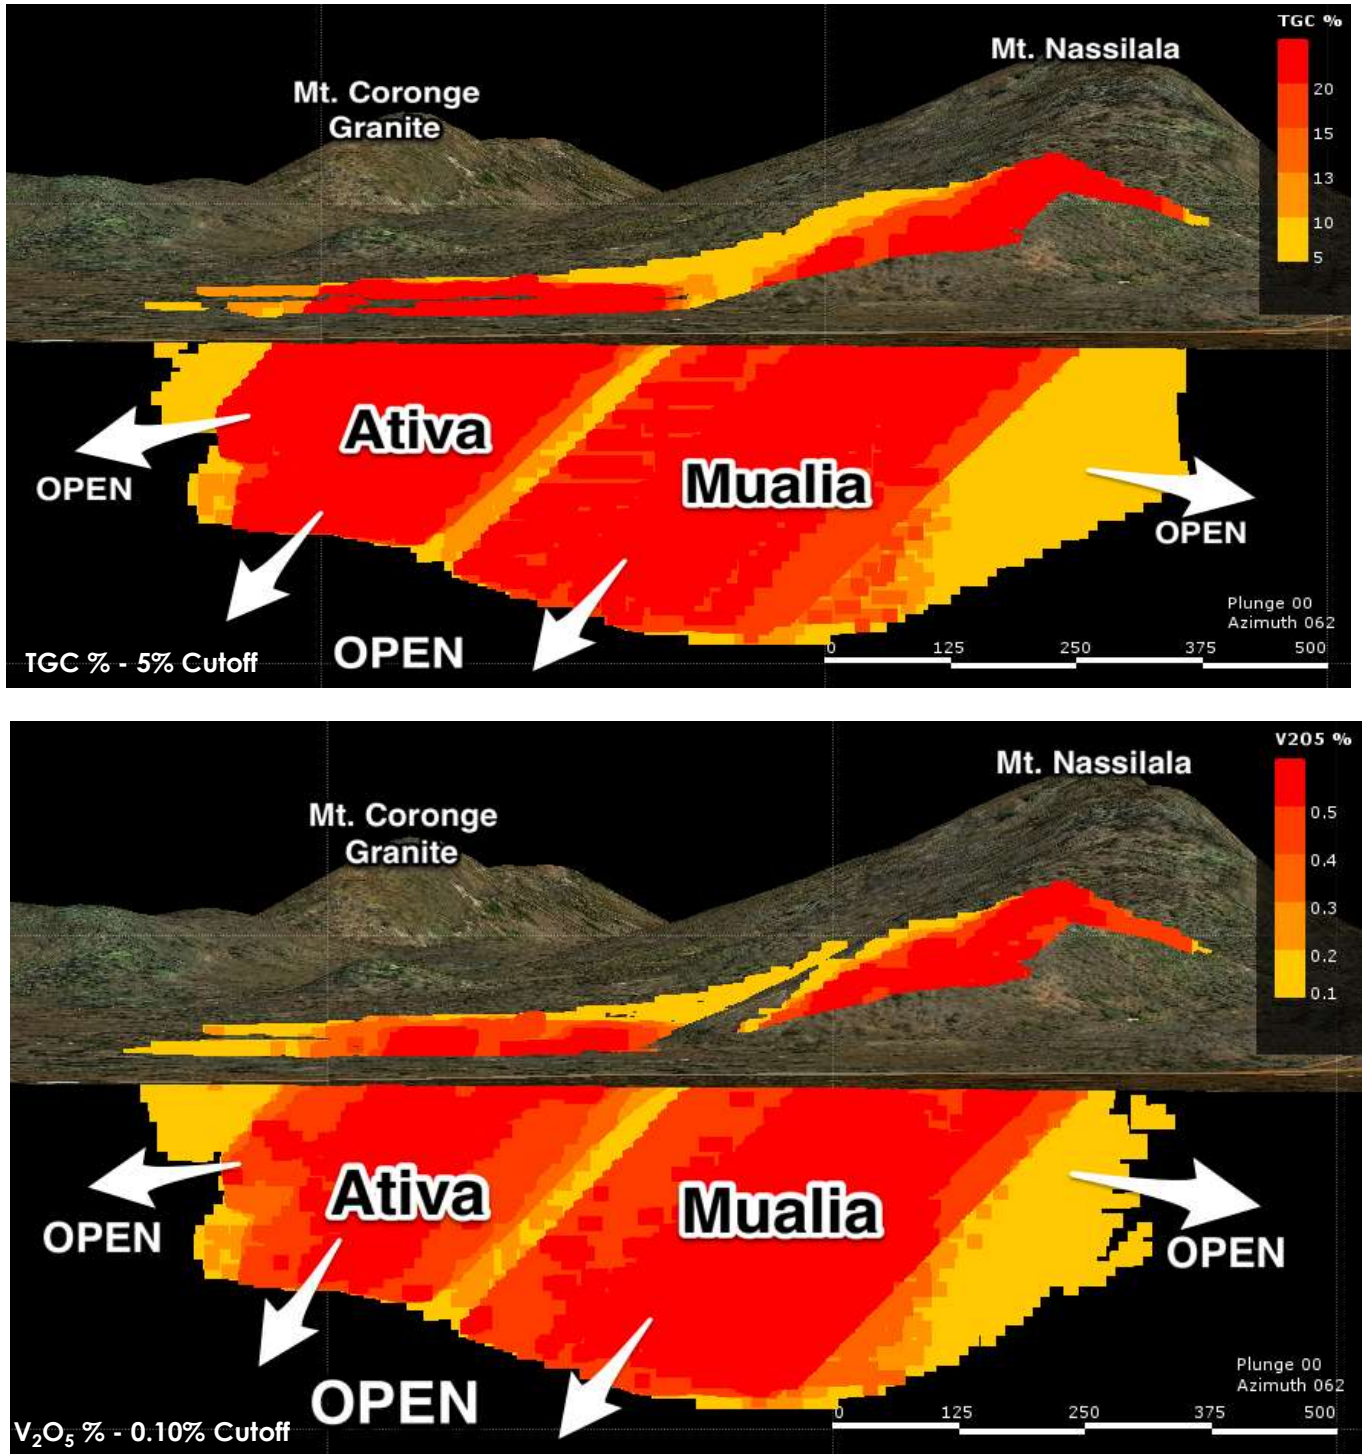 TGC %
Mt. Nassilala
Mt. Coronge
Granite
20
15
13
10
5
Ativa
Mualia
OPEN
OPEN
Plunge 00
Azimuth 062
OPEN
TGC % - 5% Cutoff
0 125 250 375 500
V2O5 %
Mt. Nassilala
Mt. Coronge
Granite
0.5
0.4
0.3
0.2
0.1
Ativa
Mualia
OPEN
OPEN
Plunge 00
Azimuth 062
OPEN
0 125 250 375 500
V₂O₅ % - 0.10% Cutoff